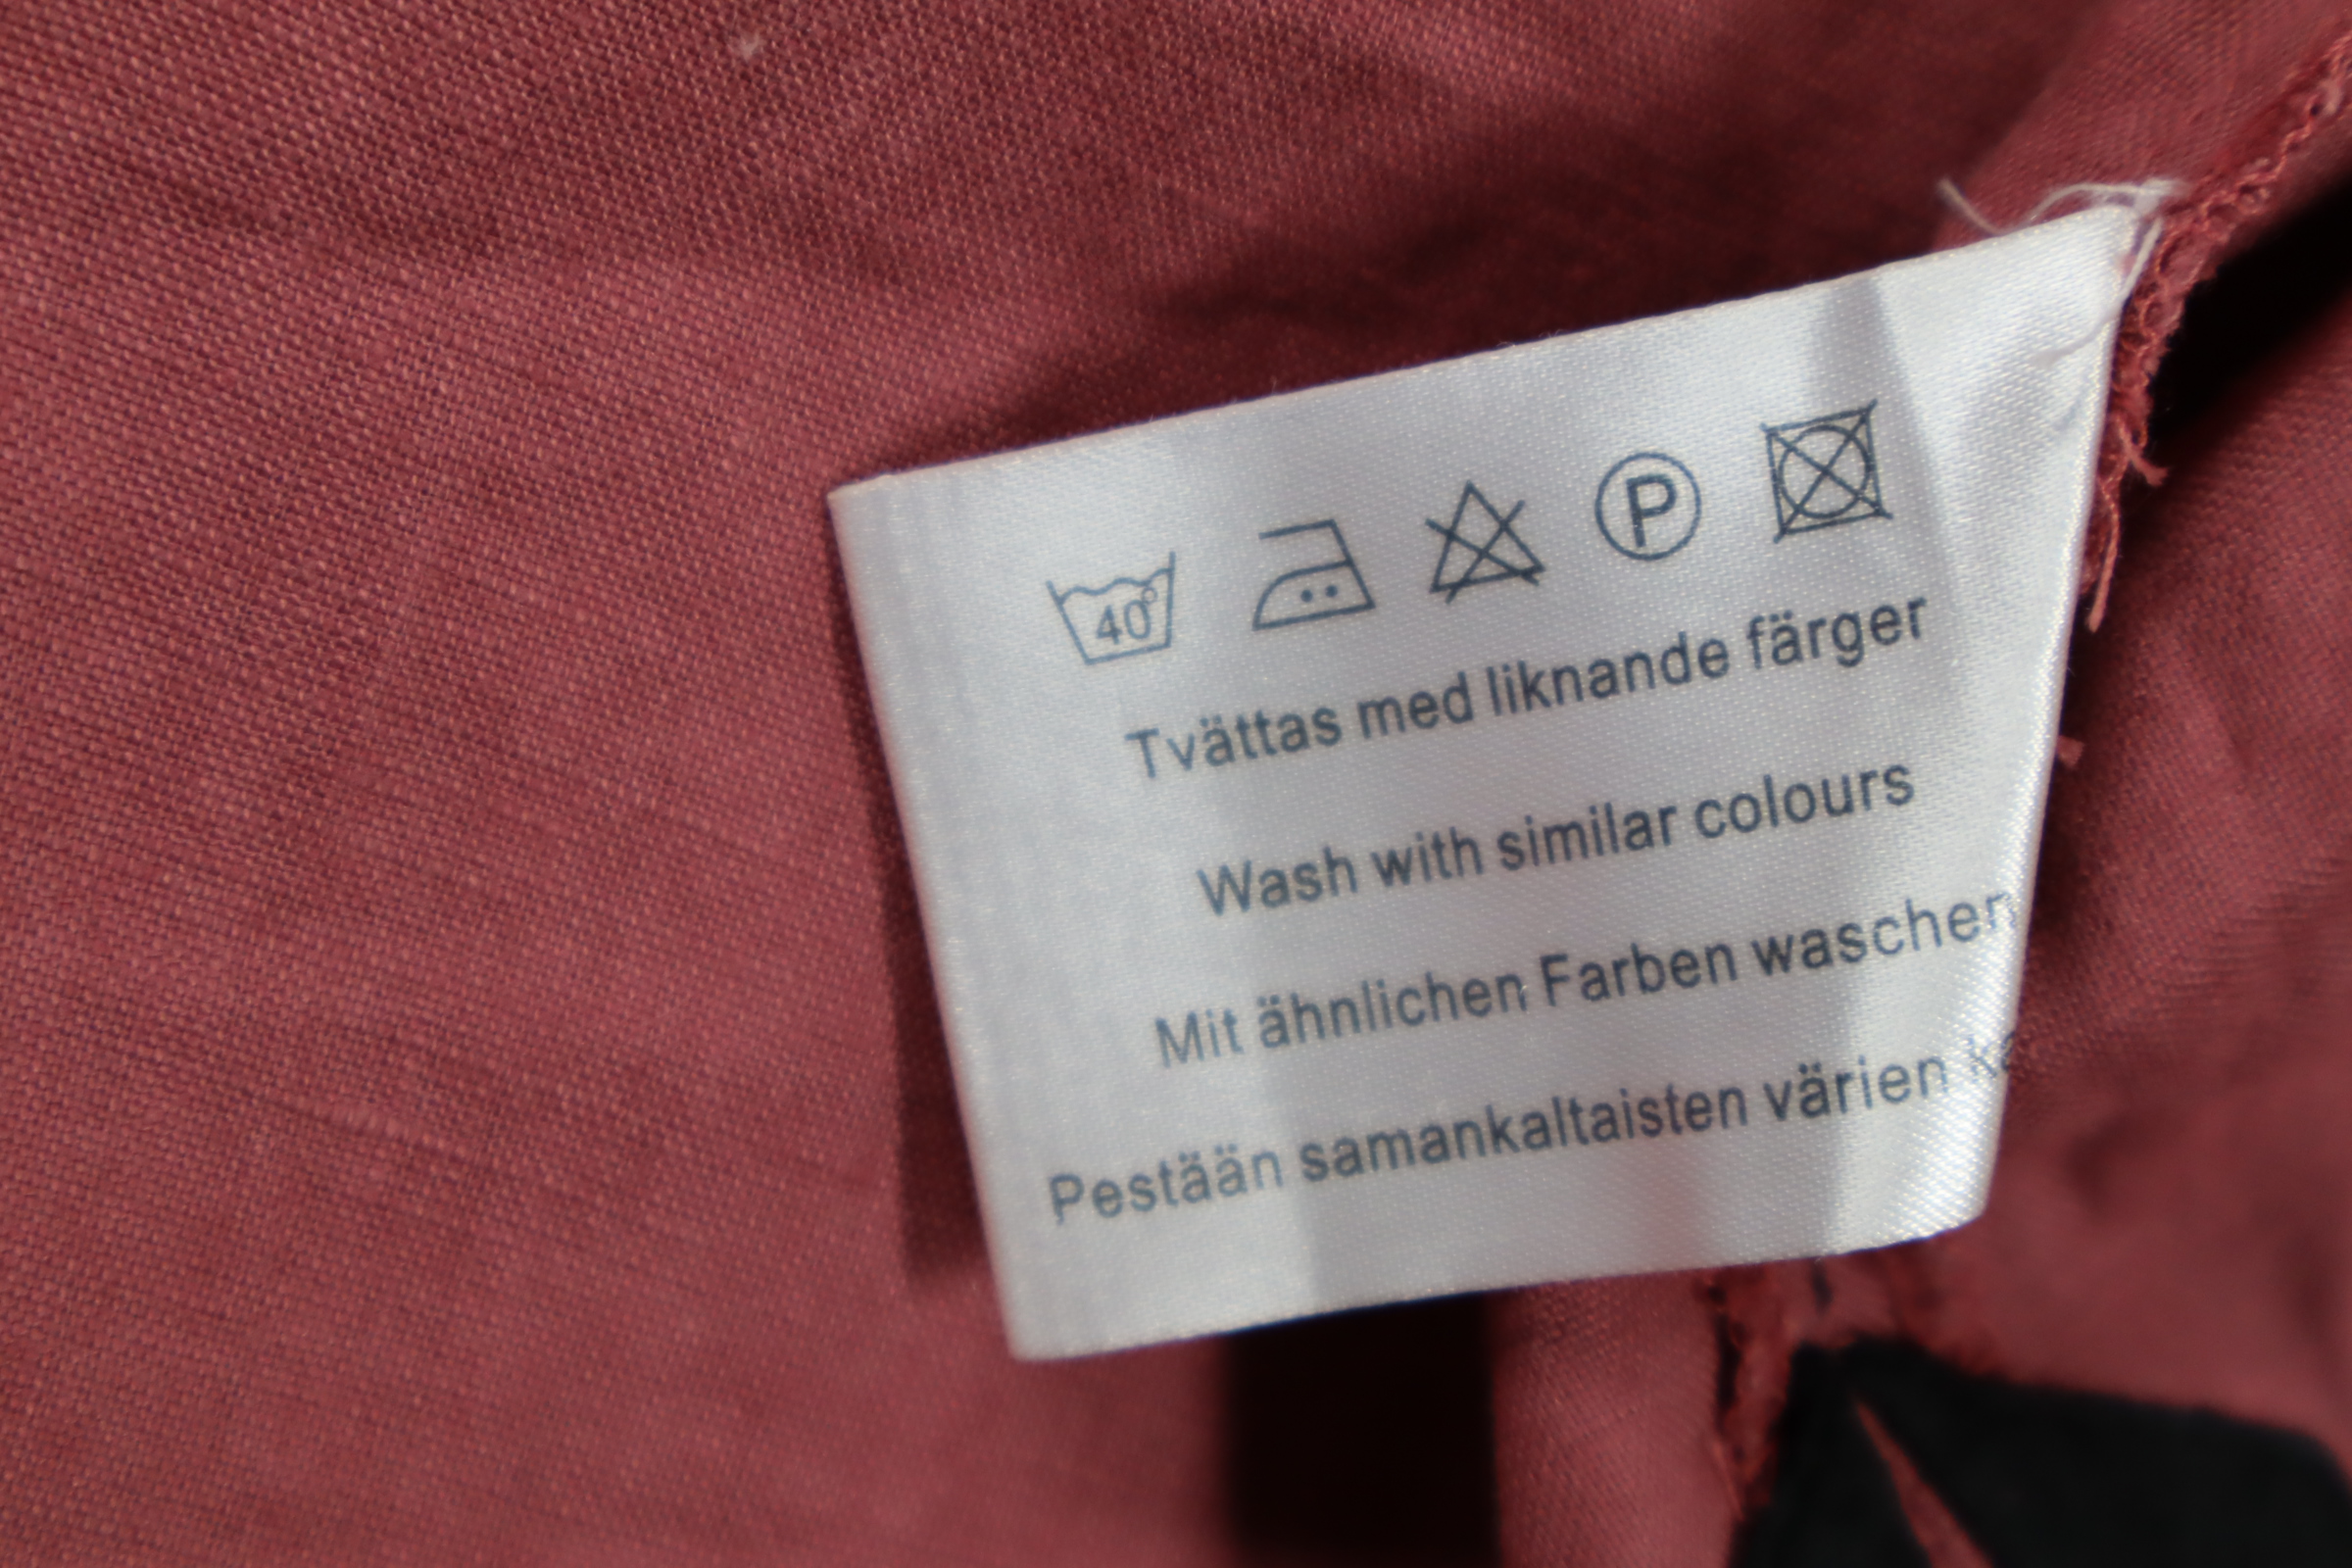 40°
P
Tvättas med liknande färger
Wash with similar colours
Mit ähnlichen Farben waschen
Pestään samankaltaisten värien